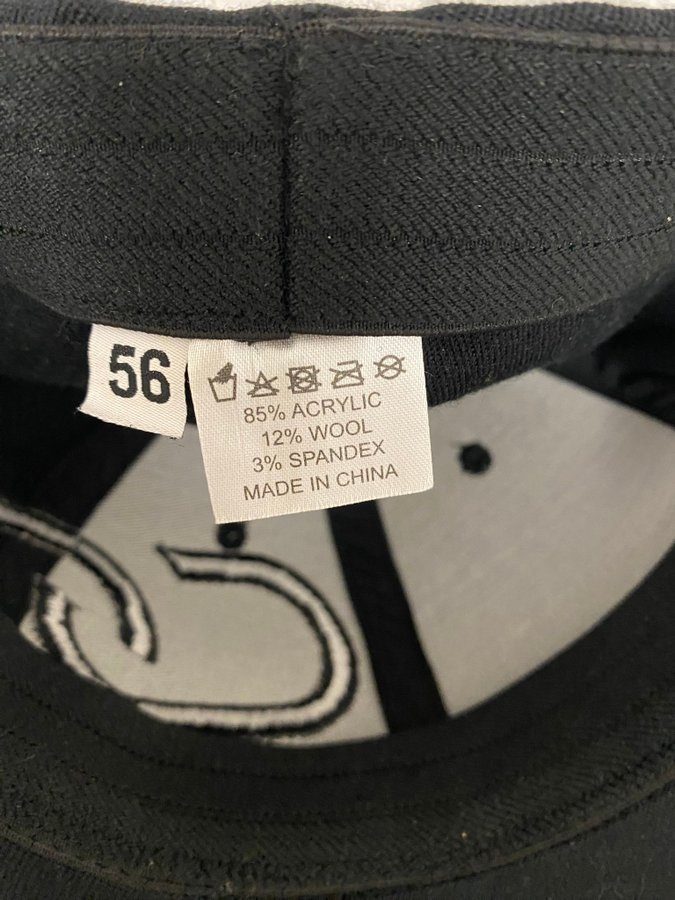 56
85% ACRYLIC
12% WOOL
3% SPANDEX
MADE IN CHINA